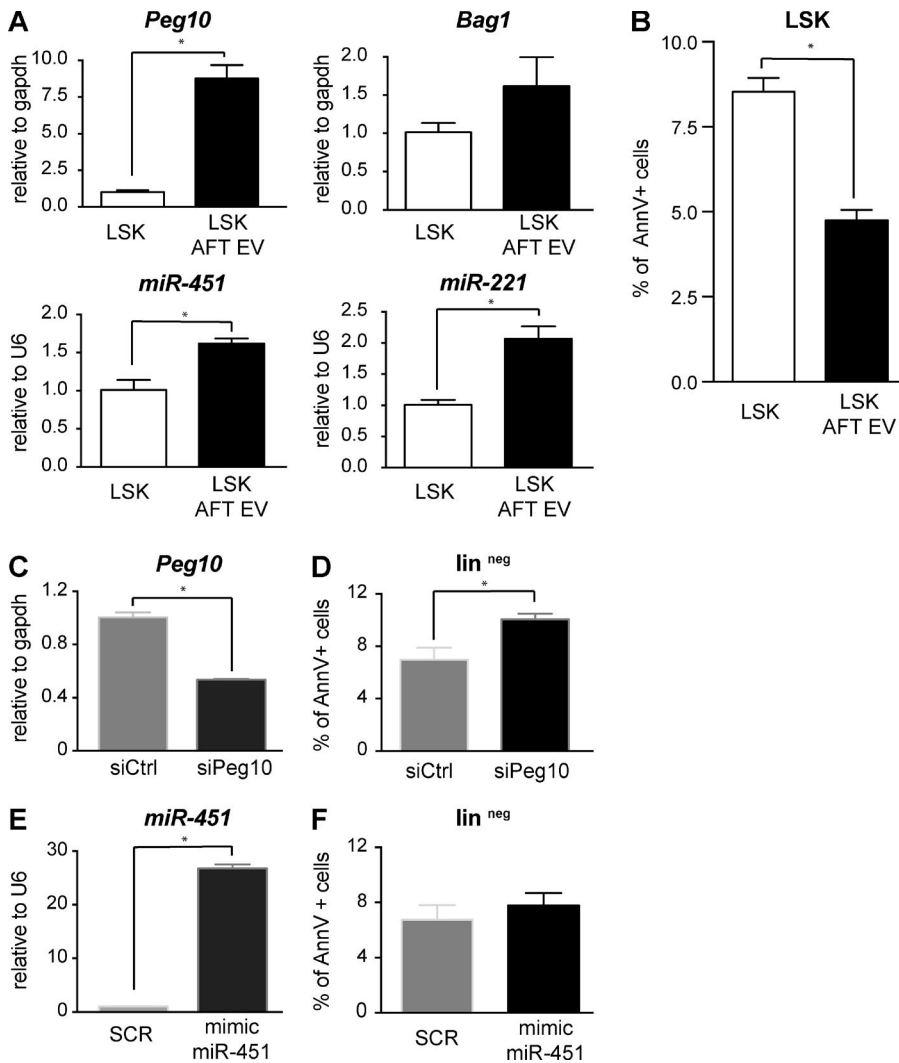 A
Peg10
relative to gapdh
10.0
7.5
5.0
2.5
0.0
*
LSK
LSK
AFT EV
Bag1
relative to gapdh
2.0
1.5
1.0
0.5
0.0
LSK
LSK
AFT EV
B
LSK
% of AnnV+ cells
10.0
7.5
5.0
2.5
0.0
*
LSK
LSK
AFT EV
miR-451
relative to U6
2.0
1.5
1.0
0.5
0.0
*
LSK
LSK
AFT EV
miR-221
relative to U6
2.5
2.0
1.5
1.0
0.5
0.0
*
LSK
LSK
AFT EV
C
Peg10
relative to gapdh
1.2
0.8
0.4
0
*
siCtrl
siPeg10
D
lin neg
% of AnnV+ cells
12
8
4
0
*
siCtrl
siPeg10
E
miR-451
relative to U6
30
20
10
0
*
SCR
mimic
miR-451
F
lin neg
% of AnnV + cells
12
8
4
0
SCR
mimic
miR-451